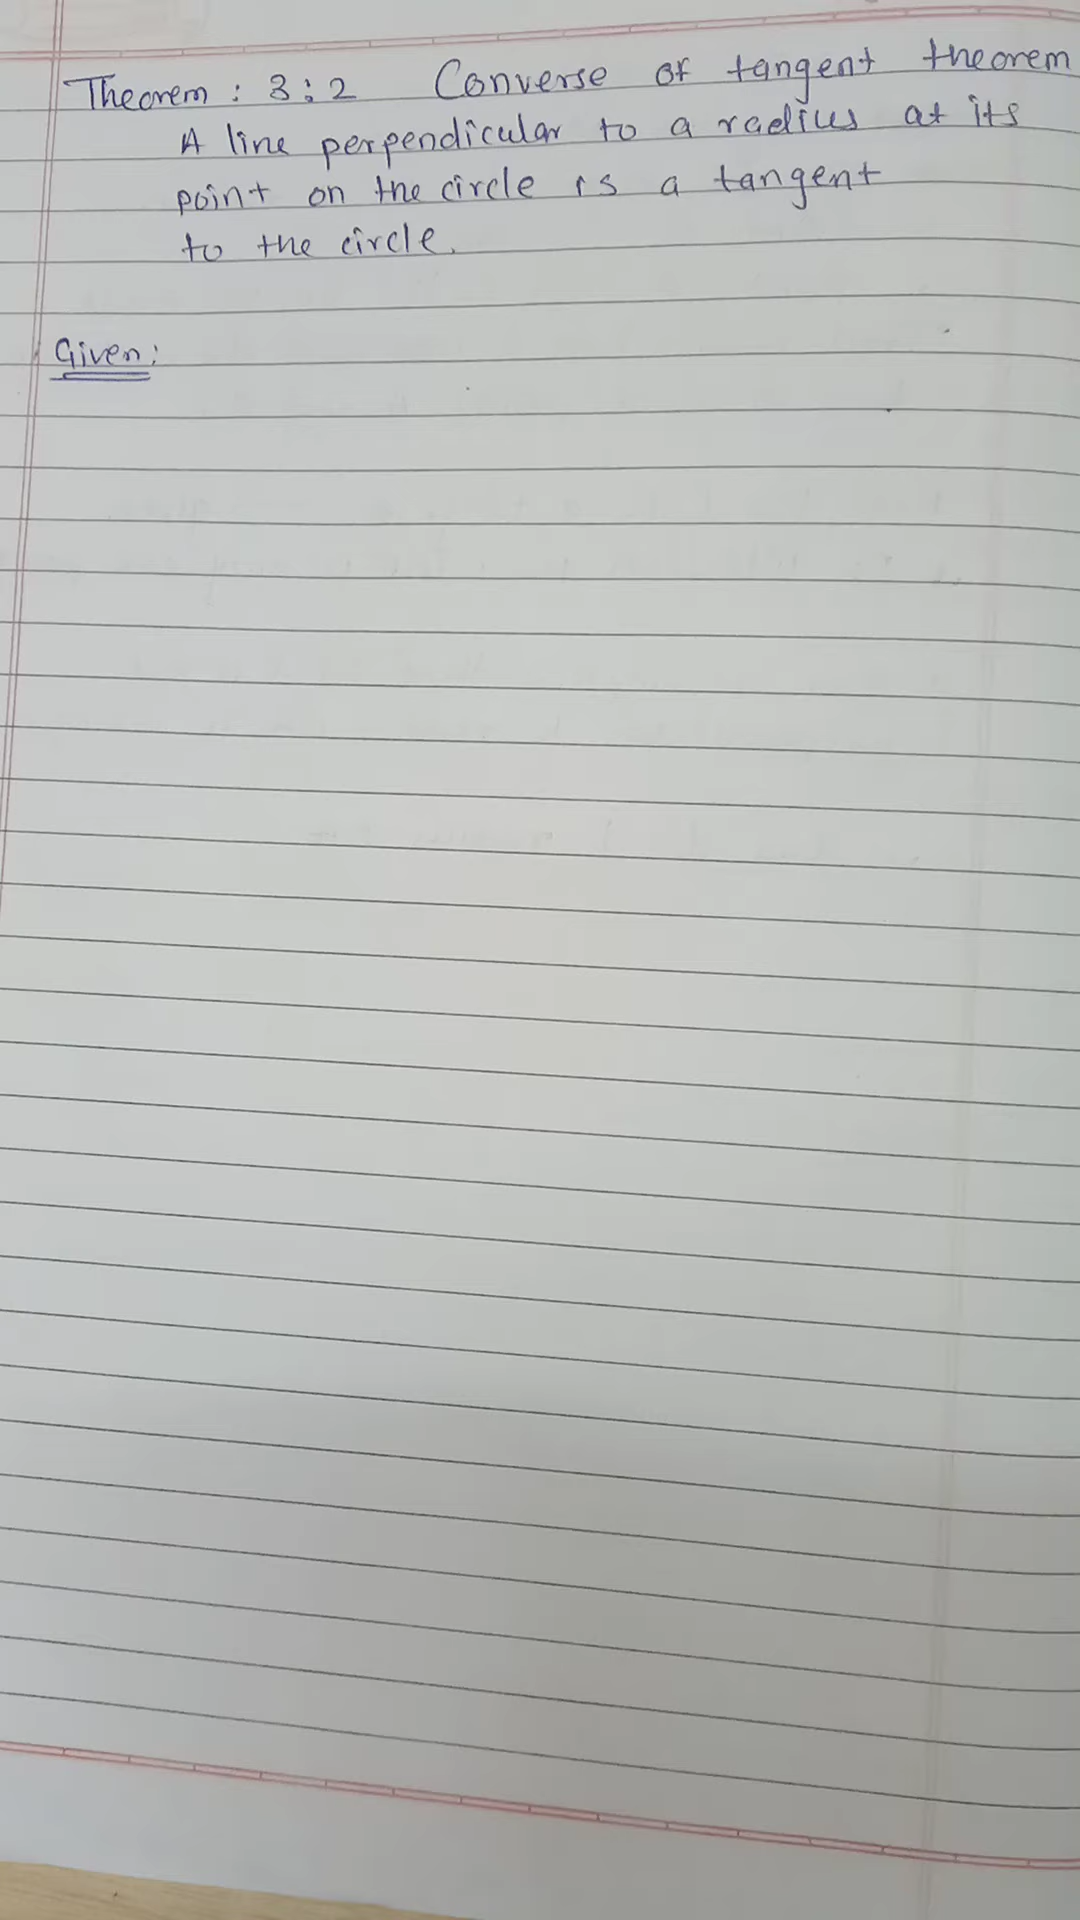 Theorem : 3:2 Converse of tangent theorem
A line perpendicular to a radius at its
point on the circle is a tangent
to the circle.
Given: